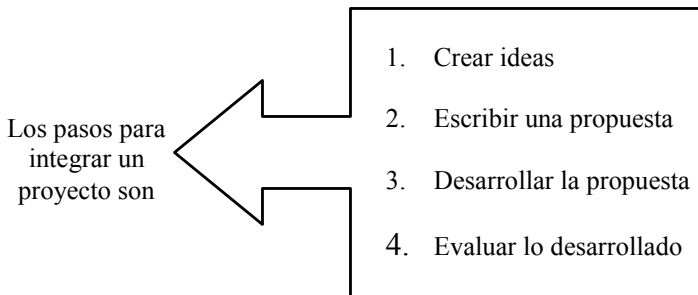 Los pasos para
integrar un
proyecto son
1. Crear ideas
2. Escribir una propuesta
3. Desarrollar la propuesta
4. Evaluar lo desarrollado